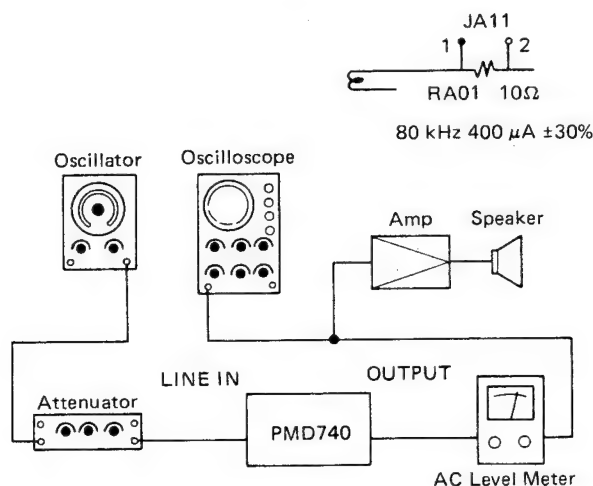 JA11
1 2
RA01 10Ω
80 kHz 400 μA ±30%
Oscillator Oscilloscope
Amp Speaker
LINE IN OUTPUT
Attenuator
PMD740
AC Level Meter